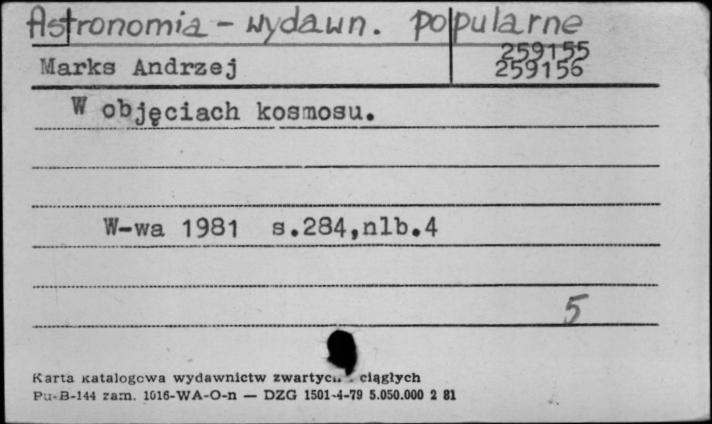 Astronomia - wydawn. popularne
259155
Marks Andrzej 259156
W objęciach kosmosu.
W-wa 1981 s.284,nlb.4
5
Karta katalogowa wydawnictw zwartych ciągłych
Pu-B-144 zam. 1016-WA-O-n — DZG 1501-4-79 5.050.000 2 81